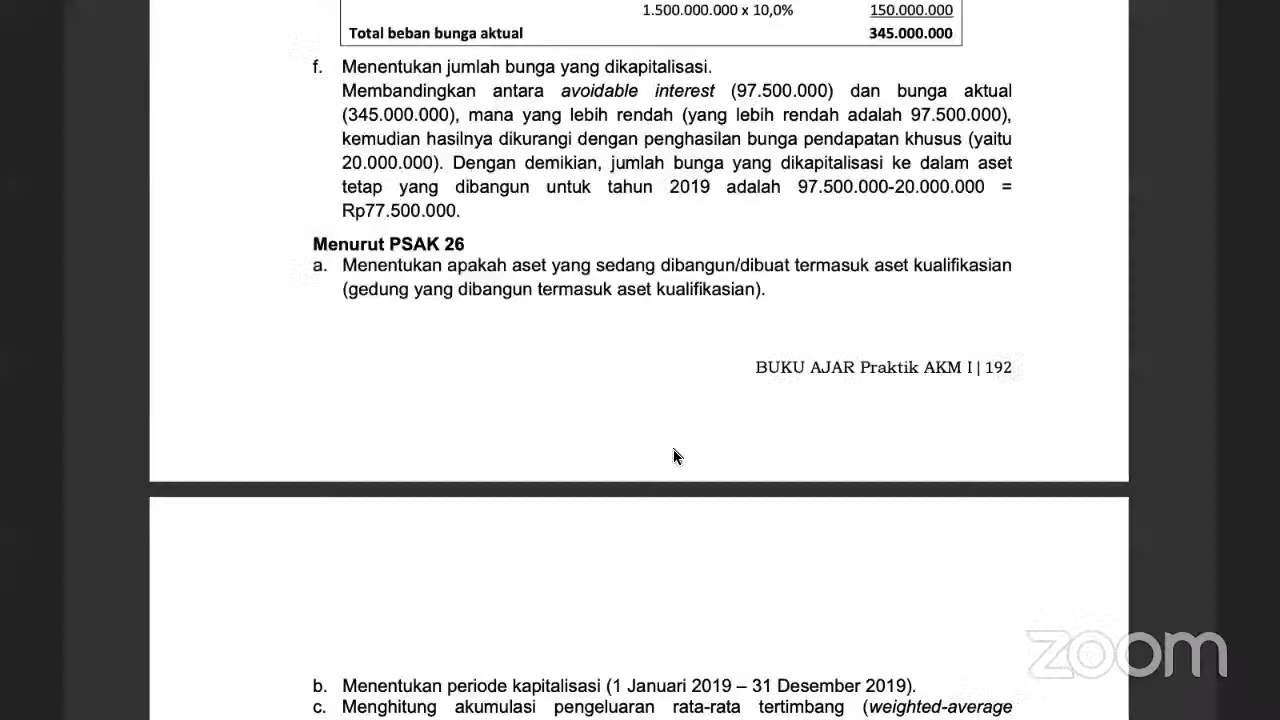 1.500.000.000 x 10,0% 150.000.000
Total beban bunga aktual 345.000.000
f. Menentukan jumlah bunga yang dikapitalisasi.
Membandingkan antara avoidable interest (97.500.000) dan bunga aktual
(345.000.000), mana yang lebih rendah (yang lebih rendah adalah 97.500.000),
kemudian hasilnya dikurangi dengan penghasilan bunga pendapatan khusus (yaitu
20.000.000). Dengan demikian, jumlah bunga yang dikapitalisasi ke dalam aset
tetap yang dibangun untuk tahun 2019 adalah 97.500.000-20.000.000 =
Rp77.500.000.
Menurut PSAK 26
a. Menentukan apakah aset yang sedang dibangun/dibuat termasuk aset kualifikasian
(gedung yang dibangun termasuk aset kualifikasian).
BUKU AJAR Praktik AKM I| 192
zoom
b. Menentukan periode kapitalisasi (1 Januari 2019 – 31 Desember 2019).
c. Menghitung akumulasi pengeluaran rata-rata tertimbang (weighted-average